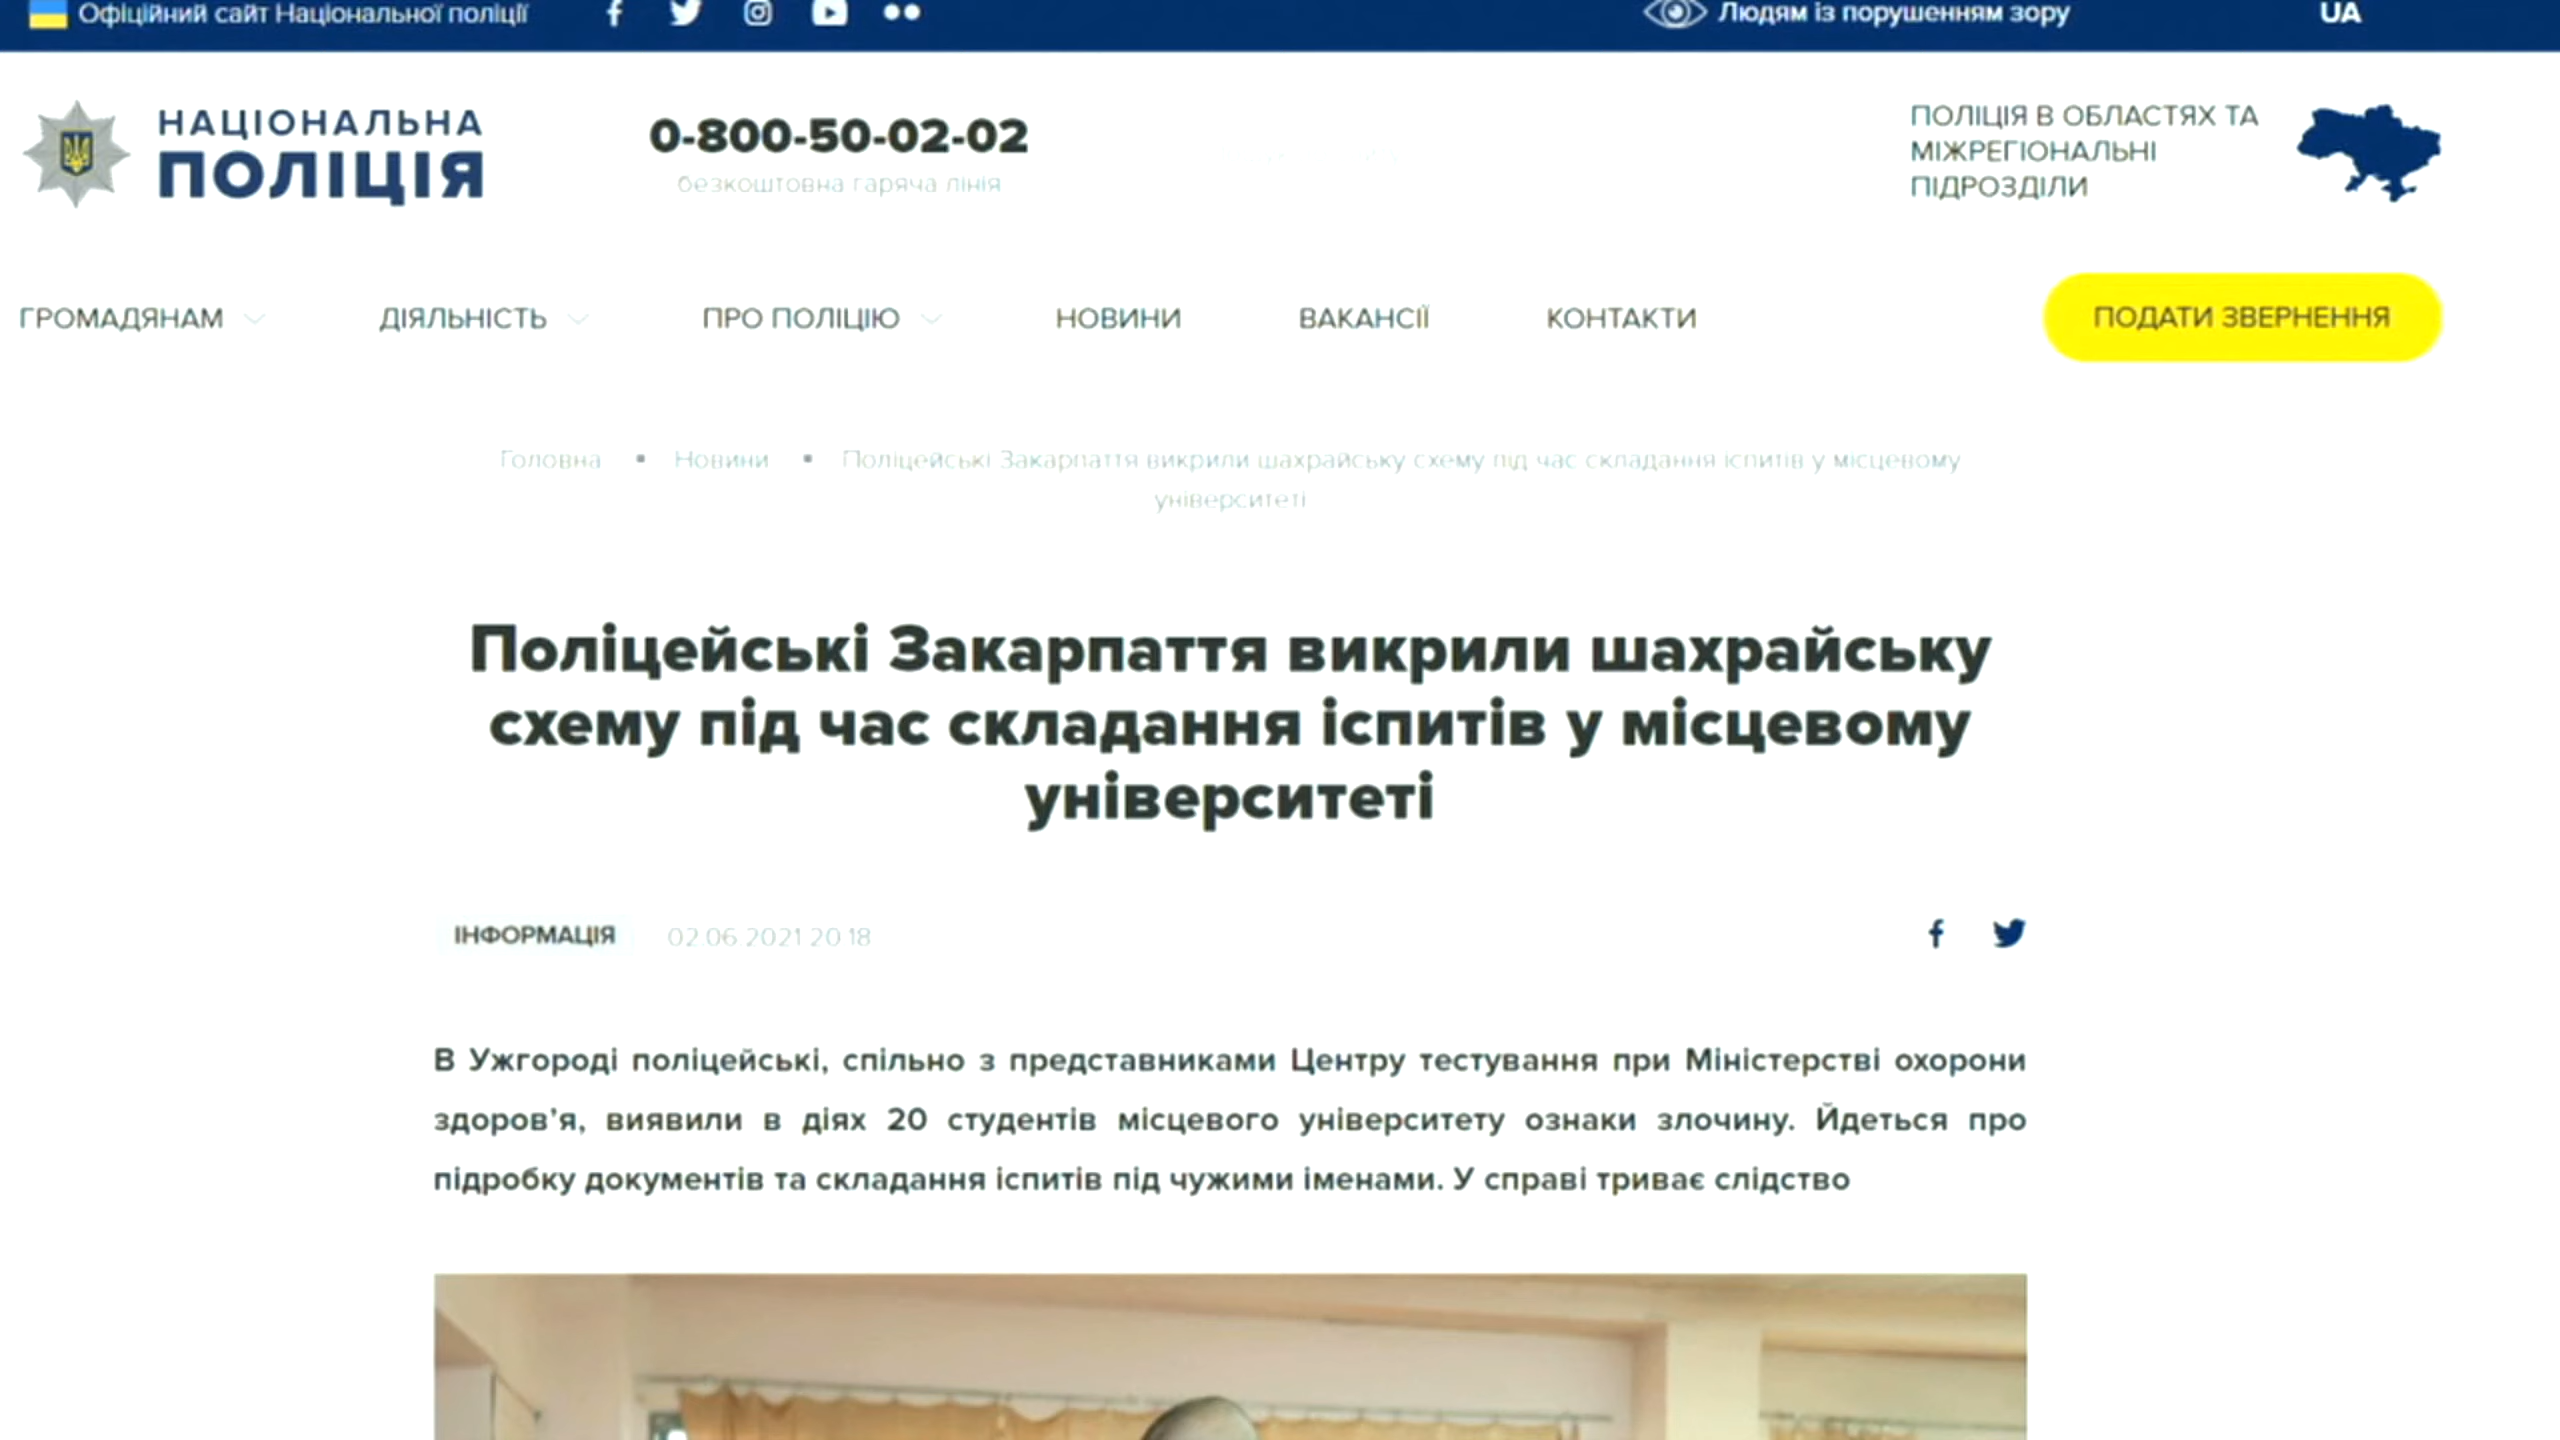 Офіційний сайт Національної поліції
Людям із порушенням зору
UA
НАЦІОНАЛЬНА
ПОЛІЦІЯ
0-800-50-02-02
безкоштовна гаряча лінія
ПОЛІЦІЯ В ОБЛАСТЯХ ТА
МІЖРЕГІОНАЛЬНІ
ПІДРОЗДІЛИ
ГРОМАДЯНАМ
ДІЯЛЬНІСТЬ
ПРО ПОЛІЦІЮ
НОВИНИ
ВАКАНСІЇ
КОНТАКТИ
ПОДАТИ ЗВЕРНЕННЯ
Головна ▪ Новини ▪ Поліцейські Закарпаття викрили шахрайську схему під час складання іспитів у місцевому
університеті
Поліцейські Закарпаття викрили шахрайську
схему під час складання іспитів у місцевому
університеті
ІНФОРМАЦІЯ
02.06.2021 20:18
В Ужгороді поліцейські, спільно з представниками Центру тестування при Міністерстві охорони
здоров'я, виявили в діях 20 студентів місцевого університету ознаки злочину. Йдеться про
підробку документів та складання іспитів під чужими іменами. У справі триває слідство